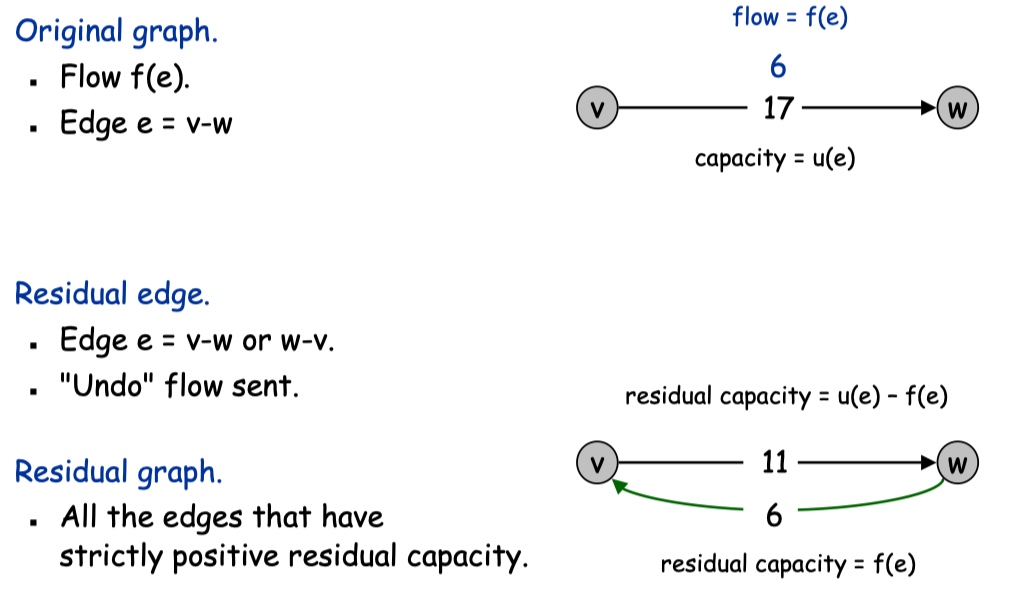 Original graph.
▪ Flow f(e).
▪ Edge e = v-w
flow = f(e)
6
v 17 w
capacity = u(e)
Residual edge.
▪ Edge e = v-w or w-v.
▪ "Undo" flow sent.
Residual graph.
▪ All the edges that have
strictly positive residual capacity.
residual capacity = u(e) - f(e)
v 11 w
6
residual capacity = f(e)